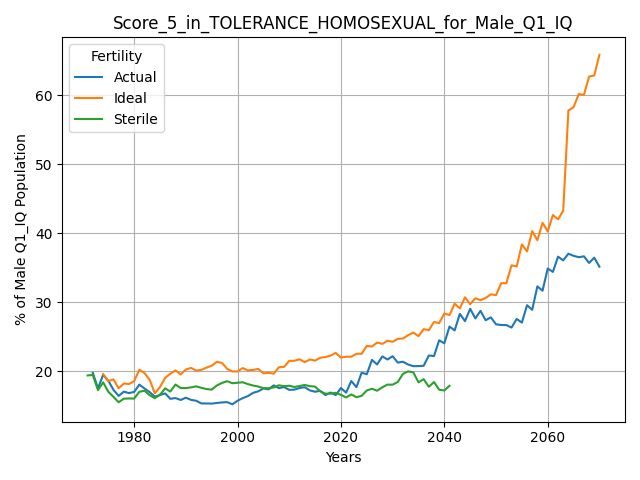 Score_5_in_TOLERANCE_HOMOSEXUAL_for_Male_Q1_IQ
Fertility
Actual
Ideal
Sterile
% of Male Q1_IQ Population
60
50
40
30
20
1980
2000
2020
2040
2060
Years